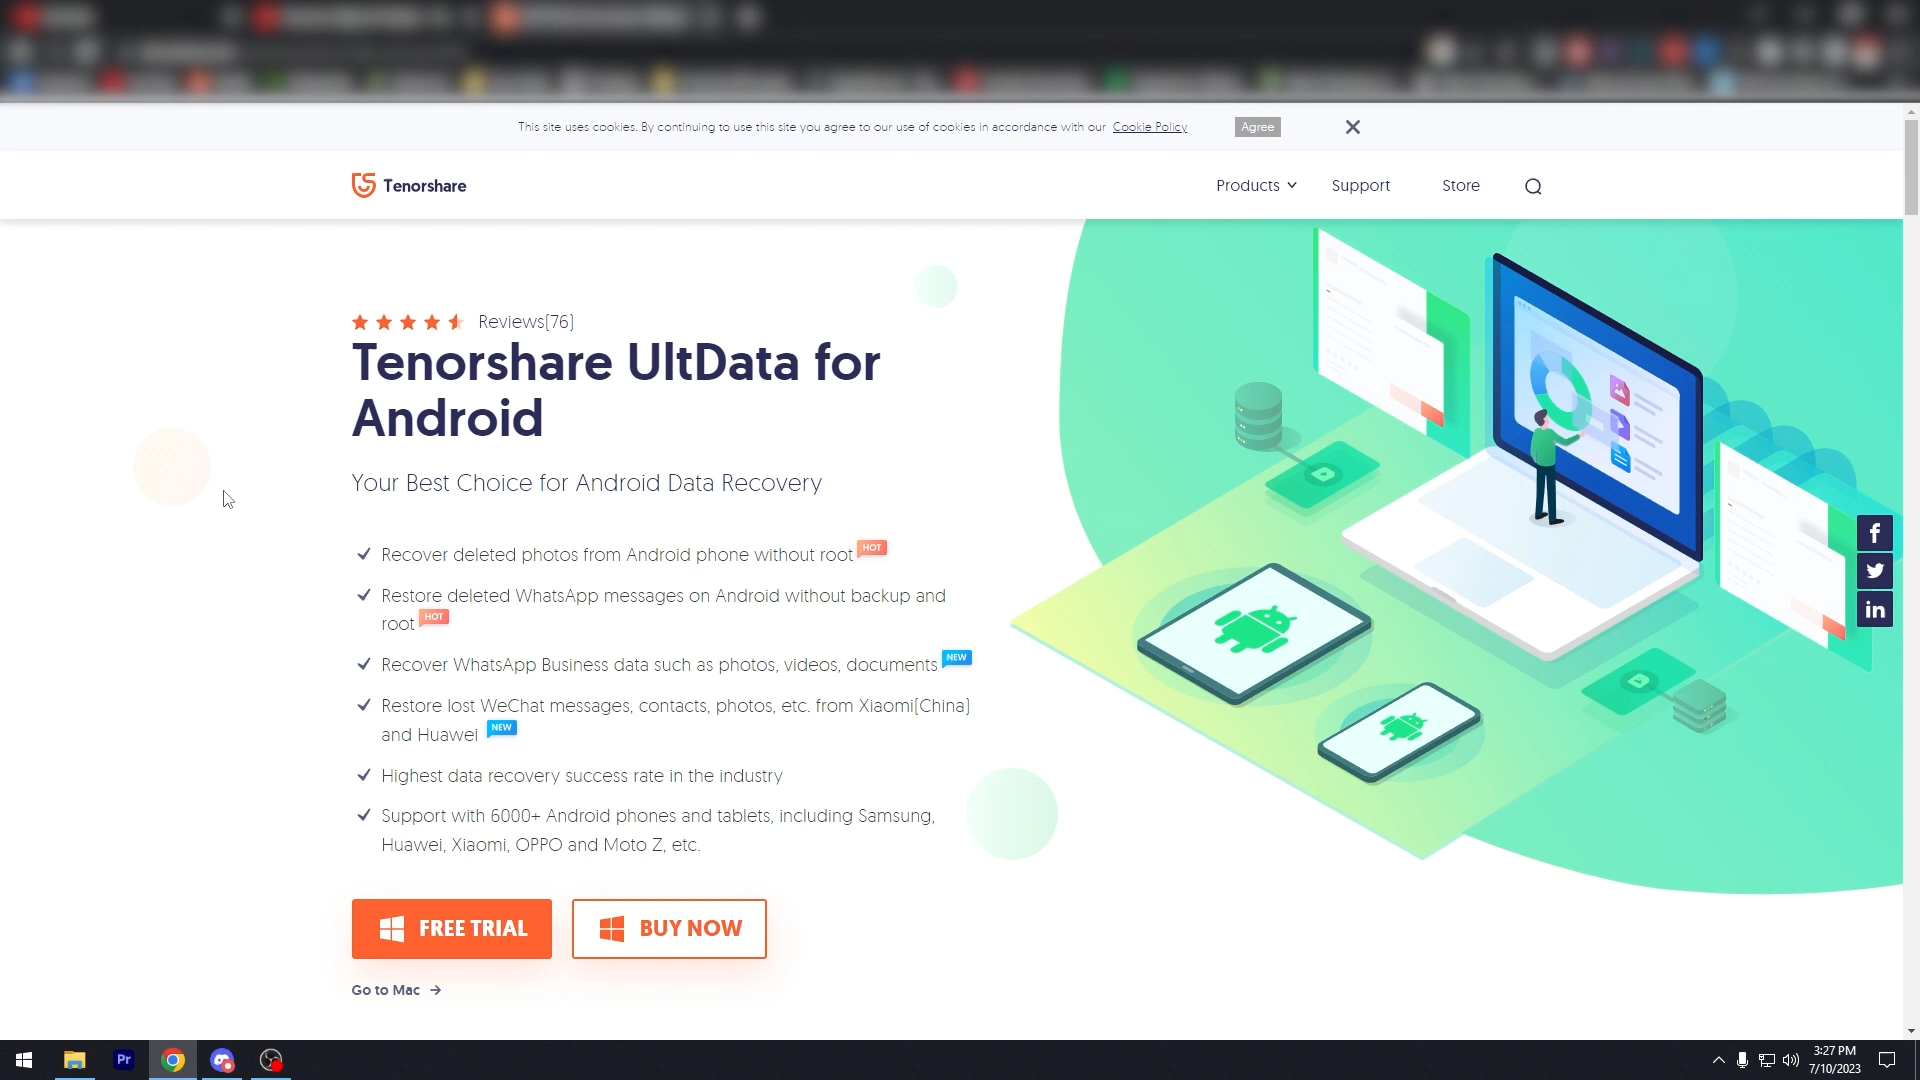 This site uses cookies. By continuing to use this site you agree to our use of cookies in accordance with our Cookie Policy
Agree
Tenorshare
Products
Support
Store
Reviews(76)
Tenorshare UltData for
Android
Your Best Choice for Android Data Recovery
Recover deleted photos from Android phone without root HOT
Restore deleted WhatsApp messages on Android without backup and
root HOT
Recover WhatsApp Business data such as photos, videos, documents NEW
Restore lost WeChat messages, contacts, photos, etc. from Xiaomi(China)
and Huawei NEW
Highest data recovery success rate in the industry
Support with 6000+ Android phones and tablets, including Samsung,
Huawei, Xiaomi, OPPO and Moto Z, etc.
FREE TRIAL
BUY NOW
Go to Mac
f
in
Pr
3:27 PM
7/10/2023